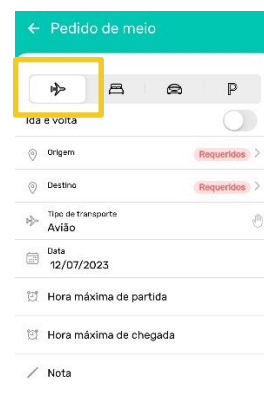 Pedido de meio
P
Ida e volta
Origem Requeridos
Destino Requeridos
Tipo de transporte
Avião
Data
12/07/2023
Hora máxima de partida
Hora máxima de chegada
Nota